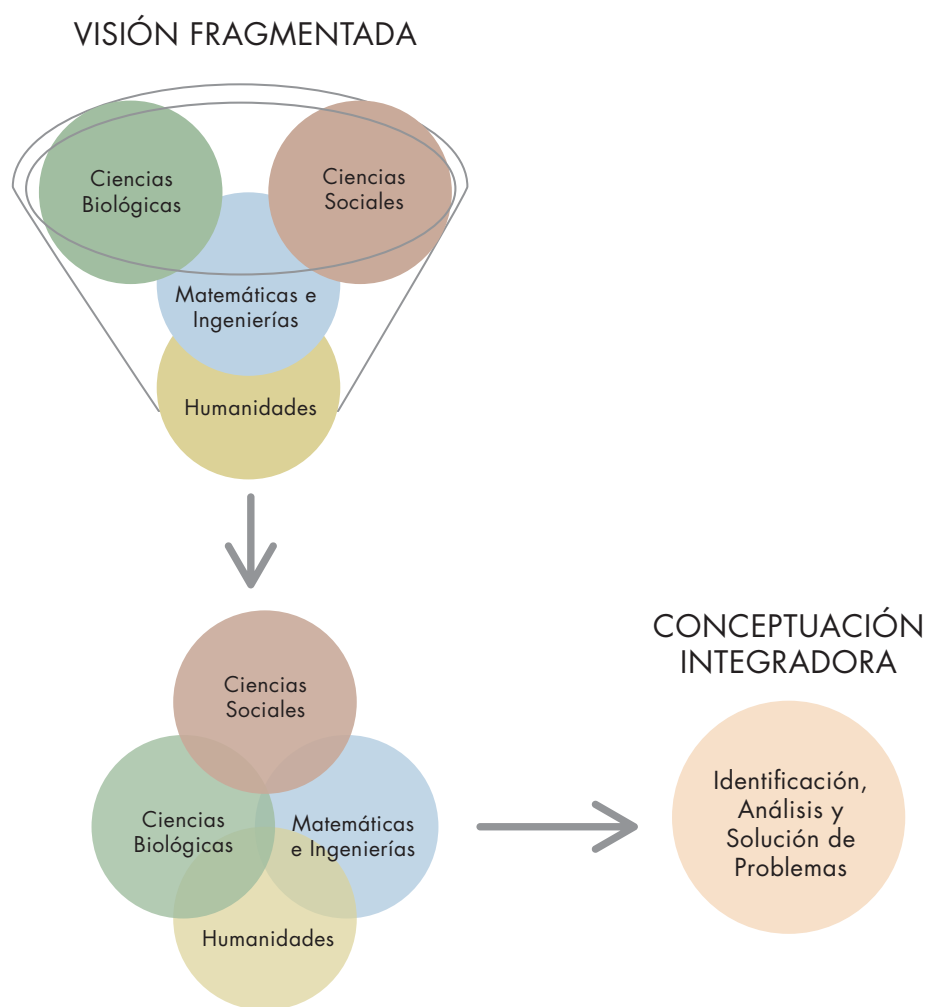 VISIÓN FRAGMENTADA
Ciencias
Biológicas
Ciencias
Sociales
Matemáticas e
Ingenierías
Humanidades
Ciencias
Sociales
Ciencias
Biológicas
Matemáticas
e Ingenierías
Humanidades
CONCEPTUACIÓN
INTEGRADORA
Identificación,
Análisis y
Solución de
Problemas